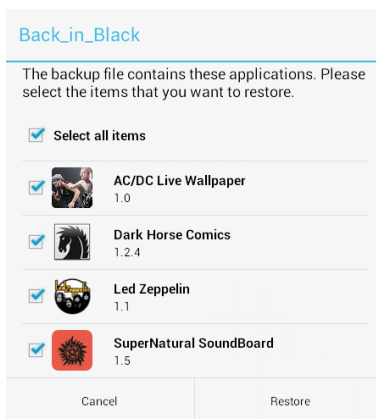 Back_in_Black
The backup file contains these applications. Please
select the items that you want to restore.
Select all items
AC/DC Live Wallpaper
1.0
Dark Horse Comics
1.2.4
Led Zeppelin
1.1
SuperNatural SoundBoard
1.5
Cancel
Restore